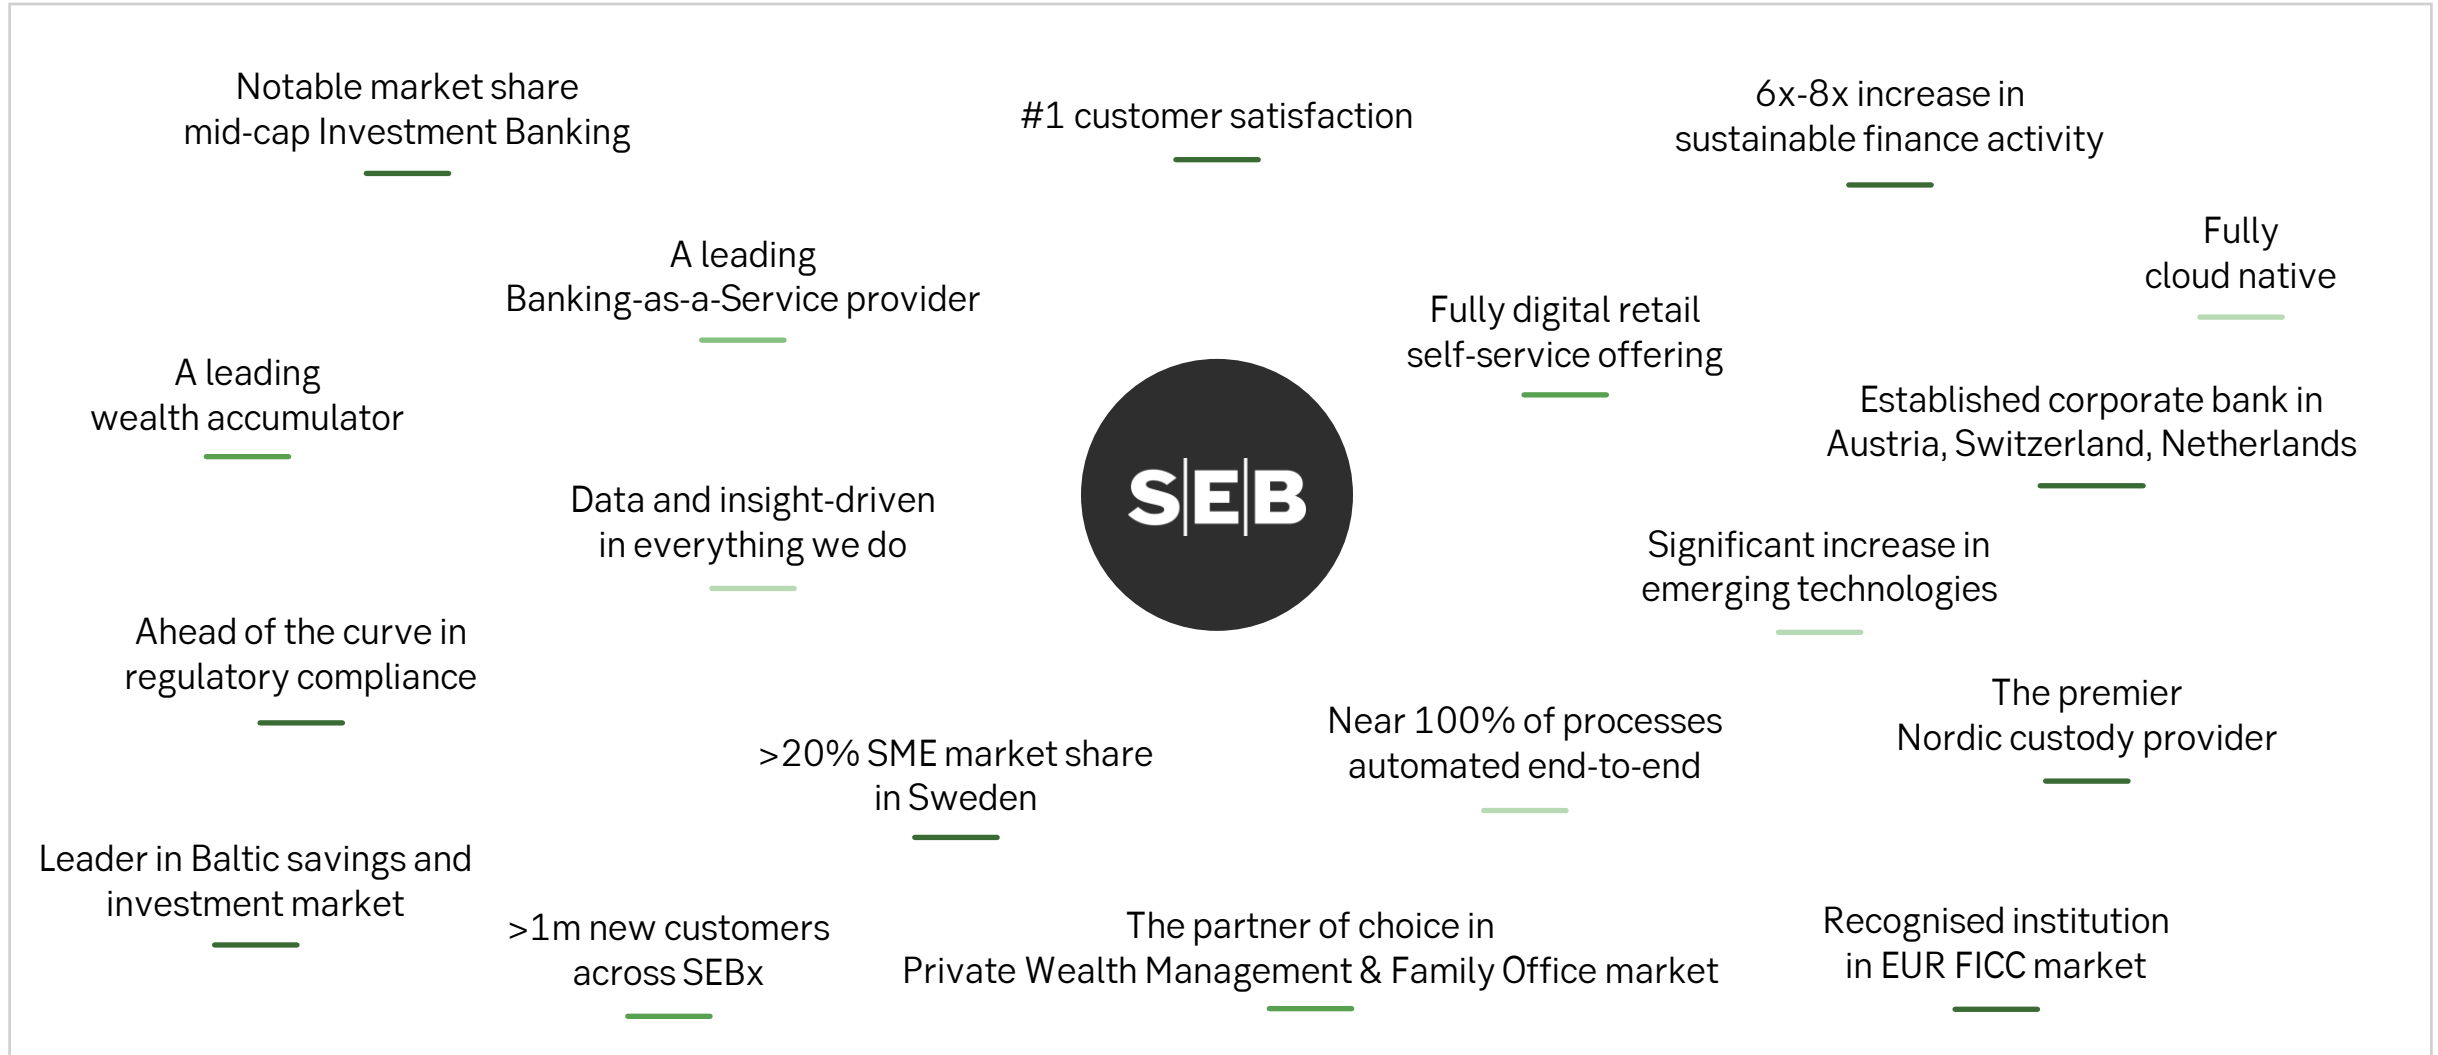 Notable market share
mid-cap Investment Banking
#1 customer satisfaction
6x-8x increase in
sustainable finance activity
Fully
cloud native
A leading
Banking-as-a-Service provider
Fully digital retail
self-service offering
A leading
wealth accumulator
Established corporate bank in
Austria, Switzerland, Netherlands
S|E|B
Data and insight-driven
in everything we do
Significant increase in
emerging technologies
Ahead of the curve in
regulatory compliance
The premier
Nordic custody provider
Near 100% of processes
automated end-to-end
>20% SME market share
in Sweden
Leader in Baltic savings and
investment market
>1m new customers
across SEBx
The partner of choice in
Private Wealth Management & Family Office market
Recognised institution
in EUR FICC market